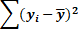 ∑(yᵢ − y̅)²